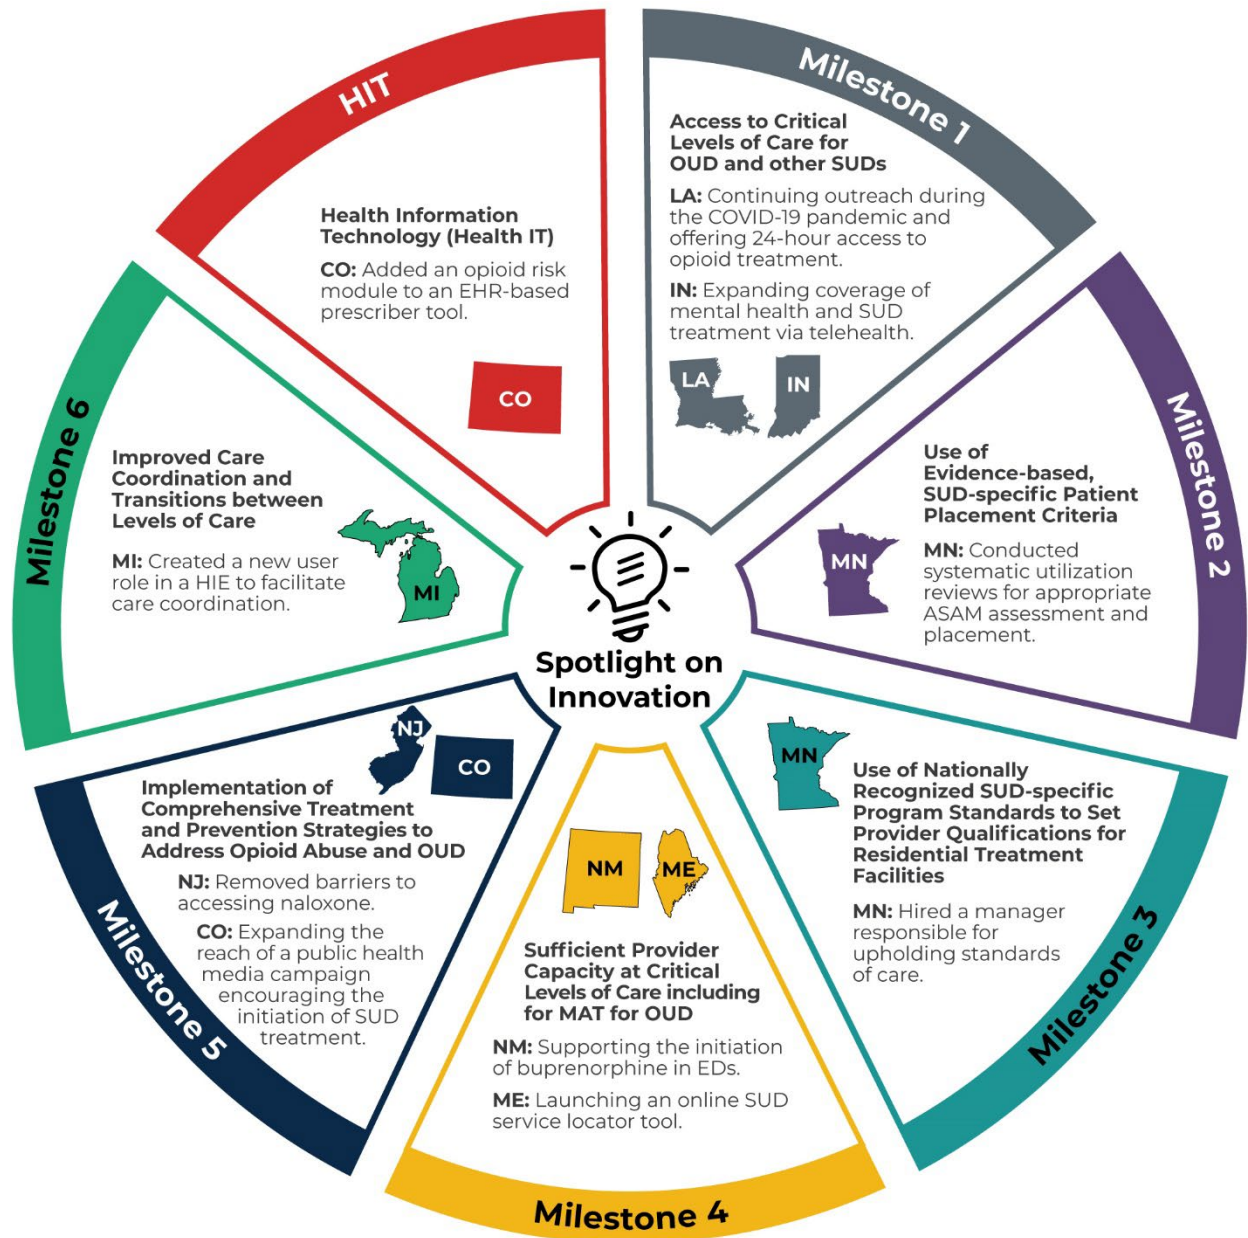 HIT
Health Information
Technology (Health IT)
CO: Added an opioid risk
module to an EHR-based
prescriber tool.
CO
Milestone 1
Access to Critical
Levels of Care for
OUD and other SUDs
LA: Continuing outreach during
the COVID-19 pandemic and
offering 24-hour access to
opioid treatment.
IN: Expanding coverage of
mental health and SUD
treatment via telehealth.
LA
IN
Milestone 2
Use of
Evidence-based,
SUD-specific Patient
Placement Criteria
MN: Conducted
systematic utilization
reviews for appropriate
ASAM assessment and
placement.
MN
Milestone 3
MN
Use of Nationally
Recognized SUD-specific
Program Standards to Set
Provider Qualifications for
Residential Treatment
Facilities
MN: Hired a manager
responsible for
upholding standards
of care.
Milestone 4
NM
ME
Sufficient Provider
Capacity at Critical
Levels of Care including
for MAT for OUD
NM: Supporting the initiation
of buprenorphine in EDs.
ME: Launching an online SUD
service locator tool.
Milestone 5
NJ
CO
Implementation of
Comprehensive Treatment
and Prevention Strategies to
Address Opioid Abuse and OUD
NJ: Removed barriers to
accessing naloxone.
CO: Expanding the
reach of a public health
media campaign
encouraging the
initiation of SUD
treatment.
Milestone 6
Improved Care
Coordination and
Transitions between
Levels of Care
MI: Created a new user
role in a HIE to facilitate
care coordination.
MI
Spotlight on
Innovation